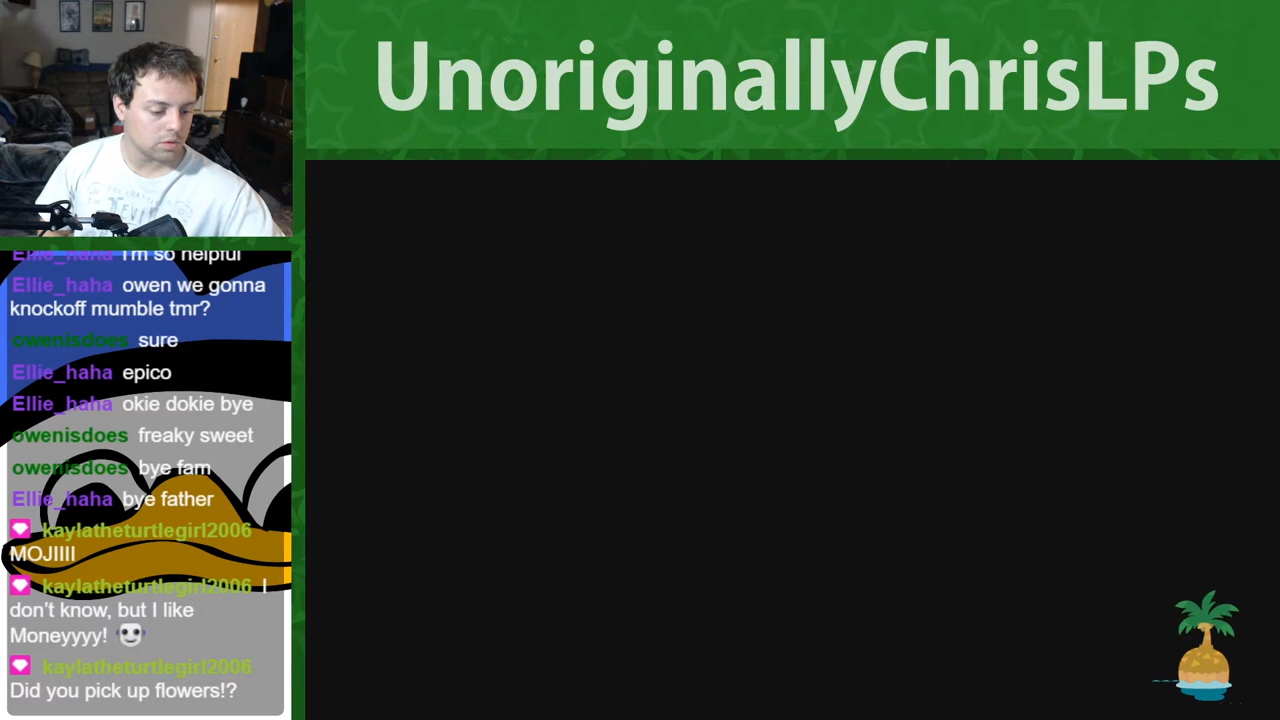 UnoriginallyChrisLPs
Ellie_haha I'm so helpful
Ellie_haha owen we gonna
knockoff mumble tmr?
owenisdoes sure
Ellie_haha epico
Ellie_haha okie dokie bye
owenisdoes freaky sweet
owenisdoes bye fam
Ellie_haha bye father
kaylatheturtlegirl2006
MOJIIII
kaylatheturtlegirl2006 I
don't know, but I like
Moneyyyy!
kaylatheturtlegirl2006
Did you pick up flowers!?